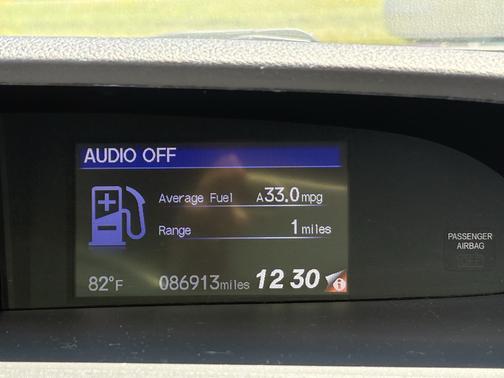 AUDIO OFF
Average Fuel A33.0mpg
Range 1 miles
82°F 086913miles 12 30 i
PASSENGER
AIRBAG